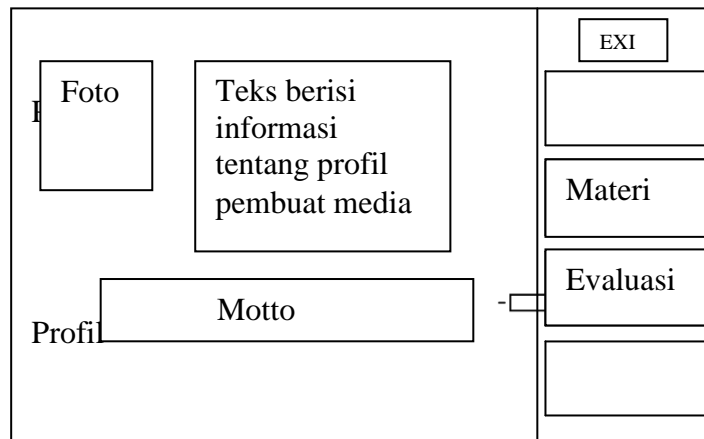 EXI
Foto
Teks berisi
informasi
tentang profil
pembuat media
Materi
Evaluasi
-
Motto
Profil